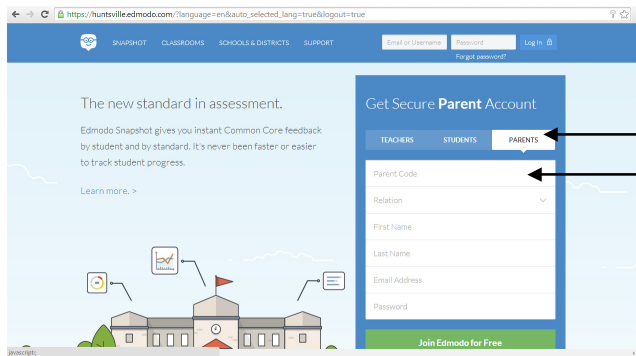 https://huntsville.edmodo.com/?language=en&auto_selected_lang=true&logout=true
SNAPSHOT CLASSROOMS SCHOOLS & DISTRICTS SUPPORT Email or Username Password Log In
Forgot password?
The new standard in assessment.
Edmodo Snapshot gives you instant Common Core feedback
by student and by standard. It's never been faster or easier
to track student progress.
Learn more. >
Get Secure Parent Account
TEACHERS STUDENTS PARENTS
Parent Code
Relation
First Name
Last Name
Email Address
Password
Join Edmodo for Free
javascript: